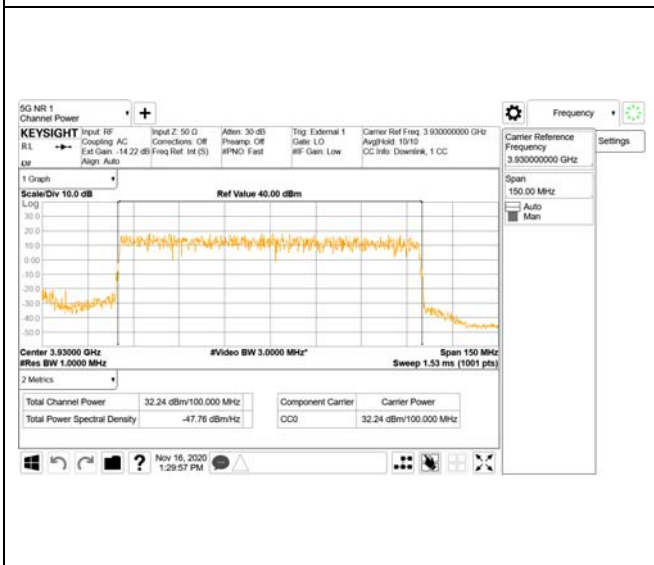 5G NR 1
Channel Power
Frequency
KEYSIGHT Input: RF Input Z: 50 Ω Atten: 30 dB Trig: External 1 Carrier Ref Freq: 3.930000000 GHz
RL Coupling: AC Corrections: Off Preamp: Off Gate: LO Avg|Hold: 10/10
Ext Gain: -14.22 dB Freq Ref: Int (S) #PNO: Fast #IF Gain: Low CC Info: Downlink, 1 CC
Align: Auto
Carrier Reference
Frequency
3.930000000 GHz
Settings
Span
150.00 MHz
Auto
Man
1 Graph
Scale/Div 10.0 dB Ref Value 40.00 dBm
Log
30.0
20.0
10.0
0.00
-10.0
-20.0
-30.0
-40.0
-50.0
Center 3.93000 GHz #Video BW 3.0000 MHz* Span 150 MHz
#Res BW 1.0000 MHz Sweep 1.53 ms (1001 pts)
2 Metrics
Total Channel Power 32.24 dBm/100.000 MHz Component Carrier Carrier Power
Total Power Spectral Density -47.76 dBm/Hz CC0 32.24 dBm/100.000 MHz
? Nov 16, 2020
1:29:57 PM